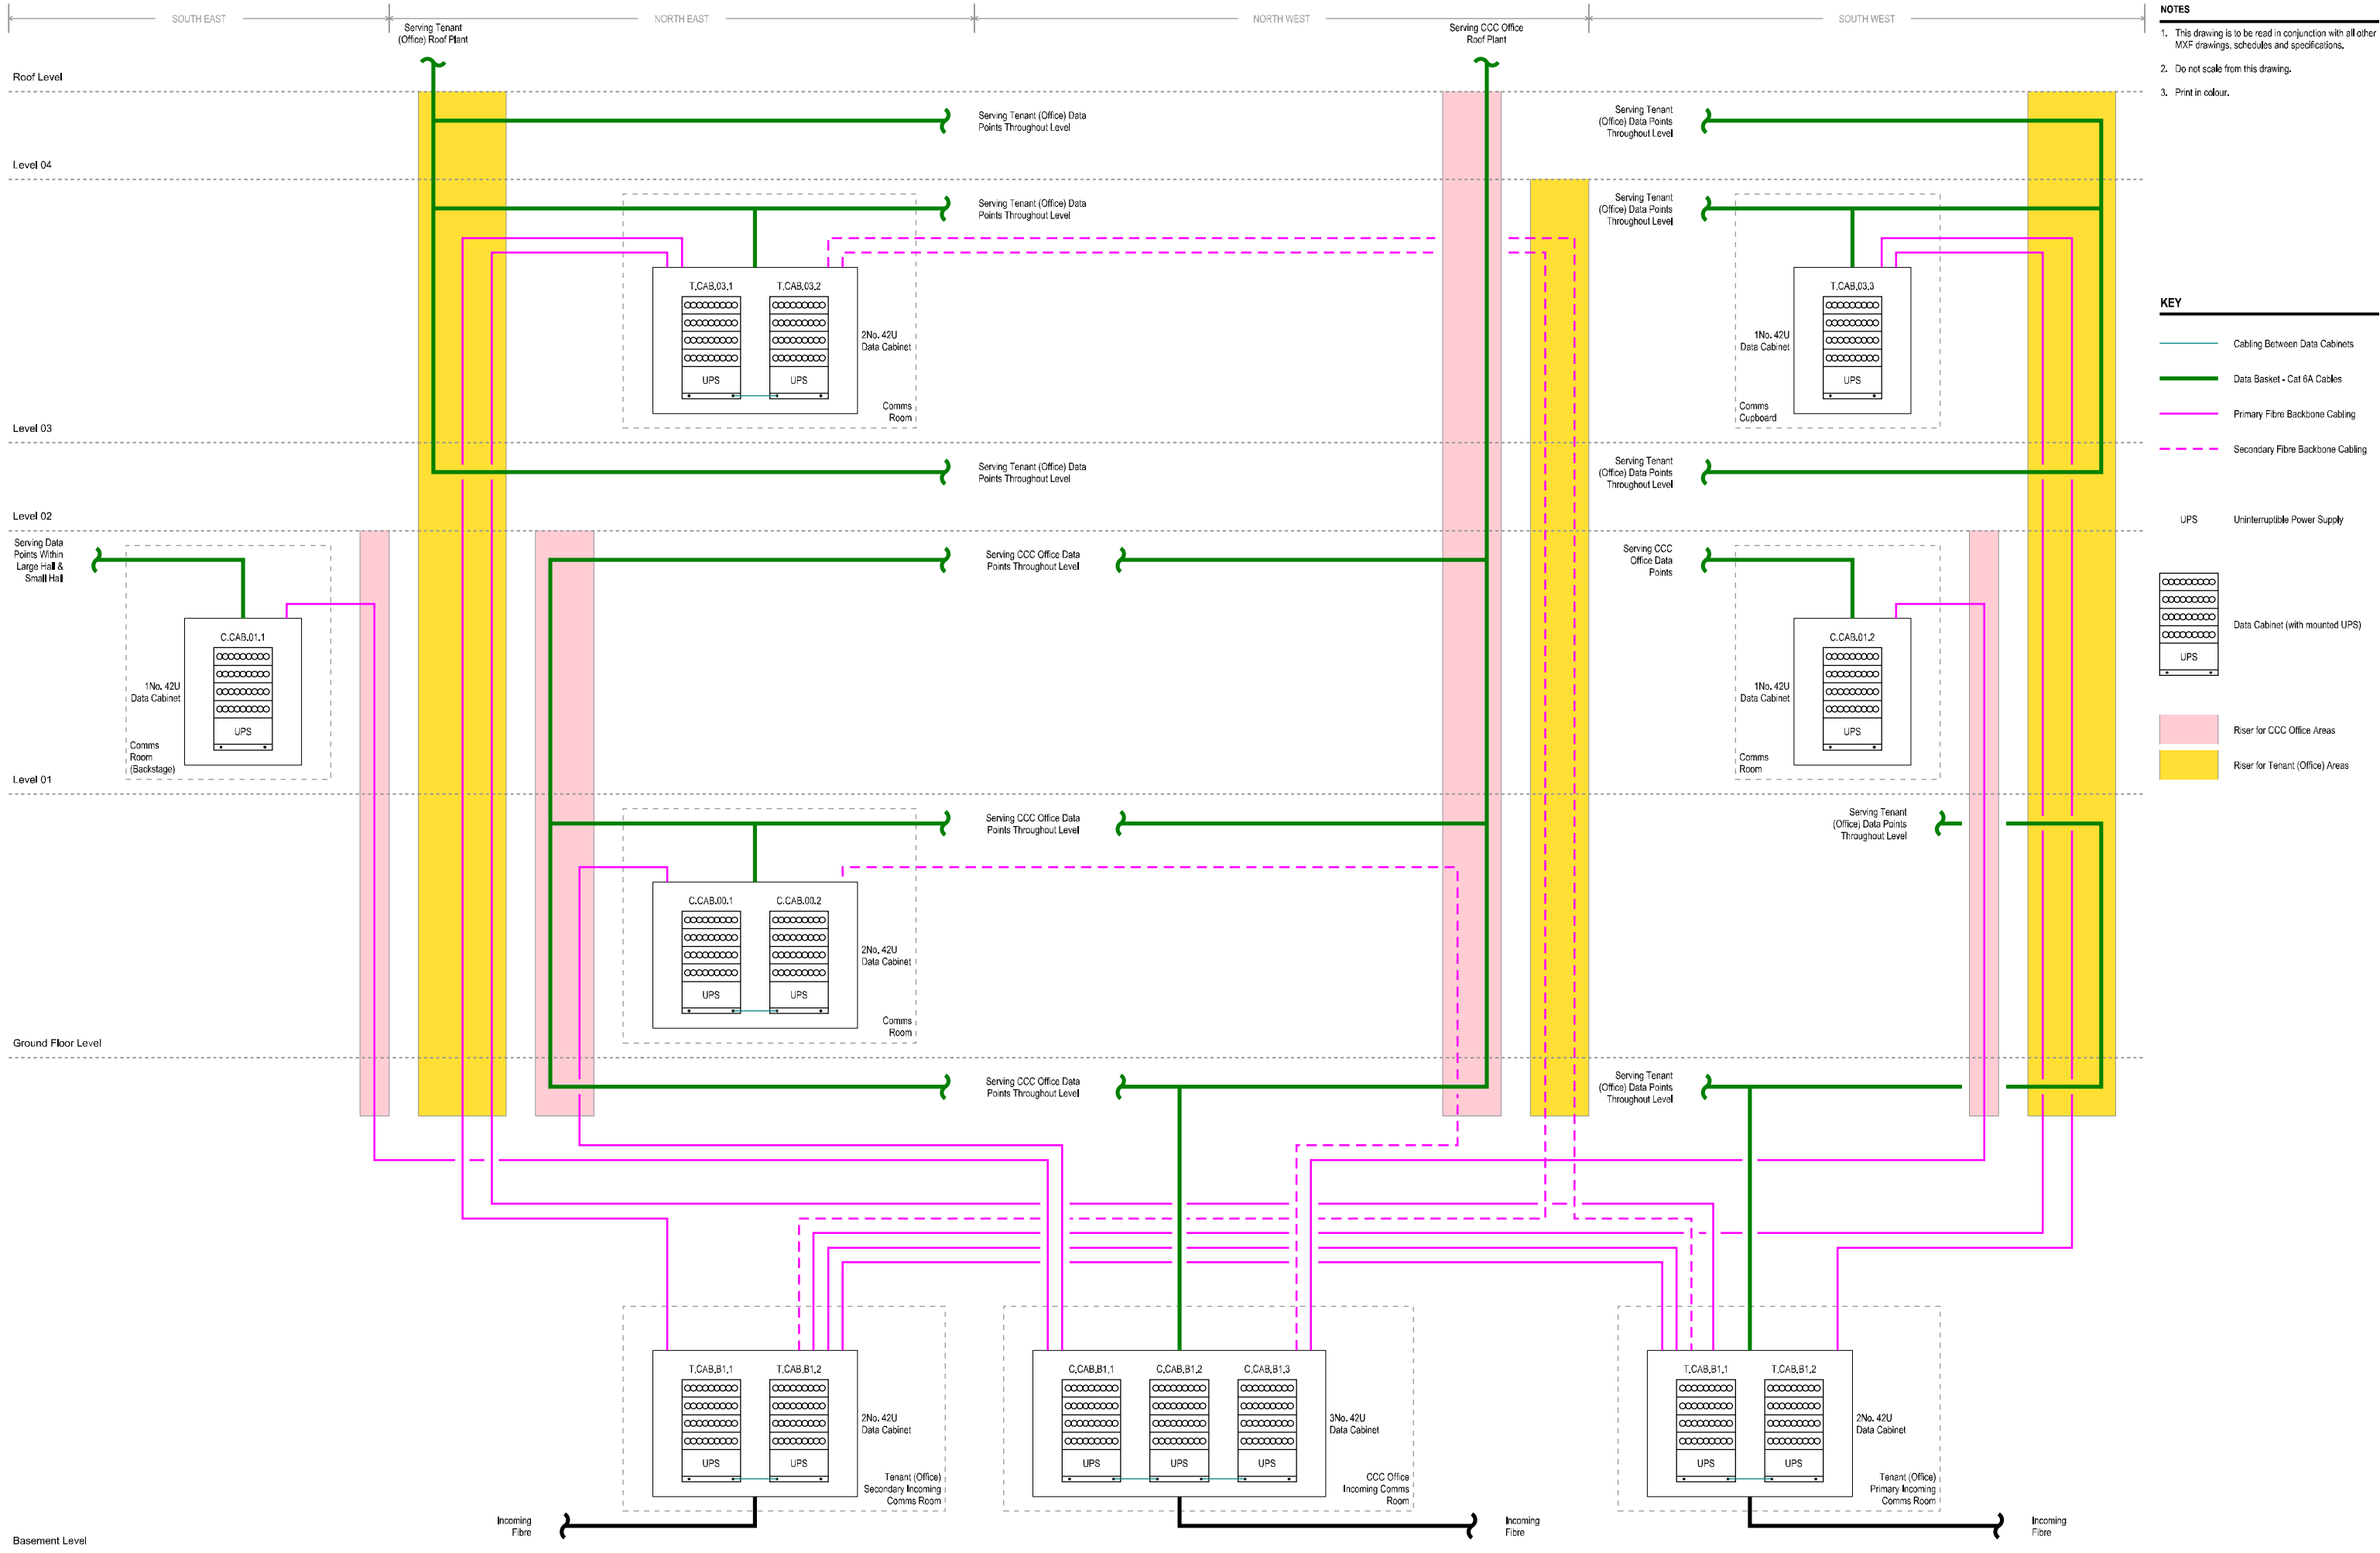 SOUTH EAST
NORTH EAST
NORTH WEST
SOUTH WEST
Serving Tenant
(Office) Roof Plant
Serving CCC Office
Roof Plant
NOTES
1. This drawing is to be read in conjunction with all other
MXF drawings, schedules and specifications.
2. Do not scale from this drawing.
3. Print in colour.
Roof Level
Serving Tenant (Office) Data
Points Throughout Level
Serving Tenant
(Office) Data Points
Throughout Level
Level 04
Serving Tenant (Office) Data
Points Throughout Level
Serving Tenant
(Office) Data Points
Throughout Level
T.CAB.03.1
T.CAB.03.2
UPS
UPS
2No. 42U
Data Cabinet
Comms
Room
T.CAB.03.3
UPS
1No. 42U
Data Cabinet
Comms
Cupboard
Level 03
KEY
Cabling Between Data Cabinets
Data Basket - Cat 6A Cables
Primary Fibre Backbone Cabling
Secondary Fibre Backbone Cabling
UPS
Uninterruptible Power Supply
UPS
Data Cabinet (with mounted UPS)
Riser for CCC Office Areas
Riser for Tenant (Office) Areas
Serving Tenant (Office) Data
Points Throughout Level
Serving Tenant
(Office) Data Points
Throughout Level
Level 02
Serving Data
Points Within
Large Hall &
Small Hall
Serving CCC Office Data
Points Throughout Level
Serving CCC
Office Data
Points
C.CAB.01.1
UPS
1No. 42U
Data Cabinet
Comms
Room
(Backstage)
C.CAB.01.2
UPS
1No. 42U
Data Cabinet
Comms
Room
Level 01
Serving CCC Office Data
Points Throughout Level
Serving Tenant
(Office) Data Points
Throughout Level
C.CAB.00.1
C.CAB.00.2
UPS
UPS
2No. 42U
Data Cabinet
Comms
Room
Ground Floor Level
Serving CCC Office Data
Points Throughout Level
Serving Tenant
(Office) Data Points
Throughout Level
T.CAB.B1.1
T.CAB.B1.2
UPS
UPS
2No. 42U
Data Cabinet
Tenant (Office)
Secondary Incoming
Comms Room
C.CAB.B1.1
C.CAB.B1.2
C.CAB.B1.3
UPS
UPS
UPS
3No. 42U
Data Cabinet
CCC Office
Incoming Comms
Room
T.CAB.B1.1
T.CAB.B1.2
UPS
UPS
2No. 42U
Data Cabinet
Tenant (Office)
Primary Incoming
Comms Room
Incoming
Fibre
Incoming
Fibre
Incoming
Fibre
Basement Level